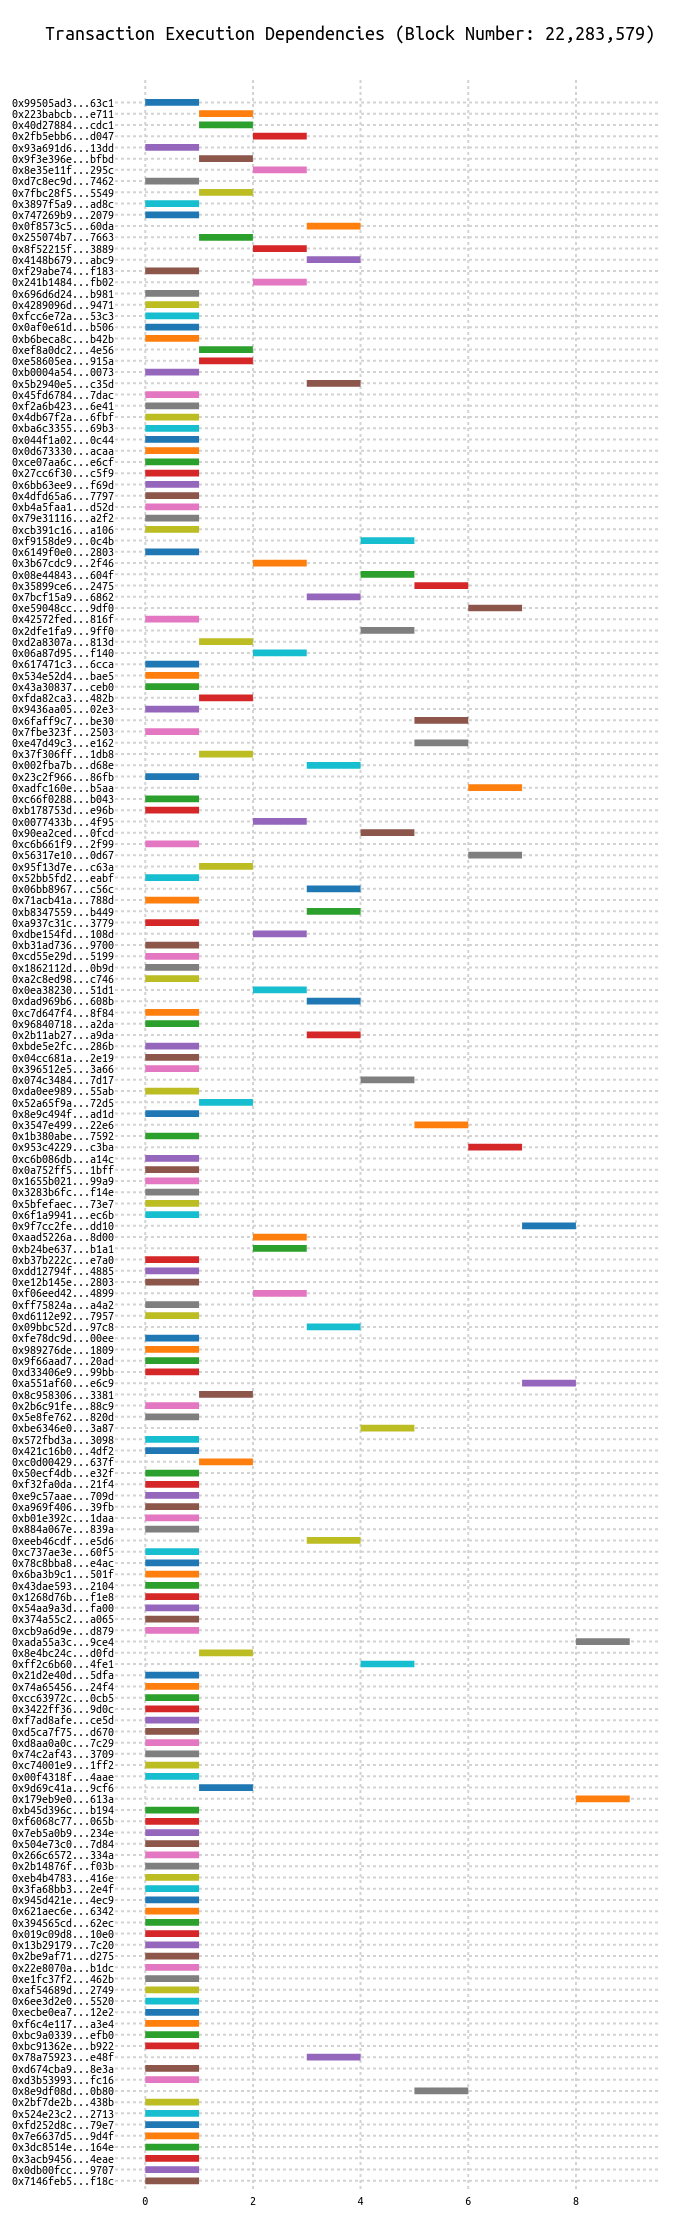 Transaction Execution Dependencies (Block Number: 22,283,579)
0x99505ad3...63c1
0x223babcb...e711
0x40d27884...cdc1
0x2fb5ebb6...d047
0x93a691d6...13dd
0x9f3e396e...bfbd
0x8e35e11f...295c
0xd7c8ec9d...7462
0x7fbc28f5...5549
0x3897f5a9...ad8c
0x747269b9...2079
0x0f8573c5...60da
0x255074b7...7663
0x8f52215f...3889
0x4148b679...abc9
0xf29abe74...f183
0x241b1484...fb02
0x696d6d24...b981
0x4289096d...9471
0xfcc6e72a...53c3
0x0af0e61d...b506
0xb6beca8c...b42b
0xef8a0dc2...4e56
0xe58605ea...915a
0xb0004a54...0073
0x5b2940e5...c35d
0x45fd6784...7dac
0xf2a6b423...6e41
0x4db67f2a...6fbf
0xba6c3355...69b3
0x044f1a02...0c44
0x0d673330...acaa
0xce07aa6c...e6cf
0x27cc6f30...c5f9
0x6bb63ee9...f69d
0x4dfd65a6...7797
0xb4a5faa1...d52d
0x79e31116...a2f2
0xcb391c16...a106
0xf9158de9...0c4b
0x6149f0e0...2803
0x3b67cdc9...2f46
0x08e44843...604f
0x35899ce6...2475
0x7bcf15a9...6862
0xe59048cc...9df0
0x42572fed...816f
0x2dfe1fa9...9ff0
0xd2a8307a...813d
0x06a87d95...f140
0x617471c3...6cca
0x534e52d4...bae5
0x43a30837...ceb0
0xfda82ca3...482b
0x9436aa05...02e3
0x6faff9c7...be30
0x7fbe323f...2503
0xe47d49c3...e162
0x37f306ff...1db8
0x002fba7b...d68e
0x23c2f966...86fb
0xadfc160e...b5aa
0xc66f0288...b043
0xb178753d...e96b
0x0077433b...4f95
0x90ea2ced...0fcd
0xc6b661f9...2f99
0x56317e10...0d67
0x95f13d7e...c63a
0x52bb5fd2...eabf
0x06bb8967...c56c
0x71acb41a...788d
0xb8347559...b449
0xa937c31c...3779
0xdbe154fd...108d
0xb31ad736...9700
0xcd55e29d...5199
0x1862112d...0b9d
0xa2c8ed98...c746
0x0ea38230...51d1
0xdad969b6...608b
0xc7d647f4...8f84
0x96840718...a2da
0x2b11ab27...a9da
0xbde5e2fc...286b
0x04cc681a...2e19
0x396512e5...3a66
0x074c3484...7d17
0xda0ee989...55ab
0x52a65f9a...72d5
0x8e9c494f...ad1d
0x3547e499...22e6
0x1b380abe...7592
0x953c4229...c3ba
0xc6b086db...a14c
0x0a752ff5...1bff
0x1655b021...99a9
0x3283b6fc...f14e
0x5bfefaec...73e7
0x6f1a9941...ec6b
0x9f7cc2fe...dd10
0xaad5226a...8d00
0xb24be637...b1a1
0xb37b222c...e7a0
0xdd12794f...4885
0xe12b145e...2803
0xf06eed42...4899
0xff75824a...a4a2
0xd6112e92...7957
0x09bbc52d...97c8
0xfe78dc9d...00ee
0x989276de...1809
0x9f66aad7...20ad
0xd33406e9...99bb
0xa551af60...e6c9
0x8c958306...3381
0x2b6c91fe...88c9
0x5e8fe762...820d
0xbe6346e0...3a87
0x572fbd3a...3098
0x421c16b0...4df2
0xc0d00429...637f
0x50ecf4db...e32f
0xf32fa0da...21f4
0xe9c57aae...709d
0xa969f406...39fb
0xb01e392c...1daa
0x884a067e...839a
0xeeb46cdf...e5d6
0xc737ae3e...60f5
0x78c8bba8...e4ac
0x6ba3b9c1...501f
0x43dae593...2104
0x1268d76b...f1e8
0x54aa9a3d...fa00
0x374a55c2...a065
0xcb9a6d9e...d879
0xada55a3c...9ce4
0x8e4bc24c...d0fd
0xff2c6b60...4fe1
0x21d2e40d...5dfa
0x74a65456...24f4
0xcc63972c...0cb5
0x3422ff36...9d0c
0xf7ad8afe...ce5d
0xd5ca7f75...d670
0xd8aa0a0c...7c29
0x74c2af43...3709
0xc74001e9...1ff2
0x00f4318f...4aae
0x9d69c41a...9cf6
0x179eb9e0...613a
0xb45d396c...b194
0xf6068c77...065b
0x7eb5a0b9...234e
0x504e73c0...7d84
0x266c6572...334a
0x2b14876f...f03b
0xeb4b4783...416e
0x3fa68bb3...2e4f
0x945d421e...4ec9
0x621aec6e...6342
0x394565cd...62ec
0x019c09d8...10e0
0x13b29179...7c20
0x2be9af71...d275
0x22e8070a...b1dc
0xe1fc37f2...462b
0xaf54689d...2749
0x6ee3d2e0...5520
0xecbe0ea7...12e2
0xf6c4e117...a3e4
0xbc9a0339...efb0
0xbc91362e...b922
0x78a75923...e48f
0xd674cba9...8e3a
0xd3b53993...fc16
0x8e9df08d...0b80
0x2bf7de2b...438b
0x524e23c2...2713
0xfd252d8c...79e7
0x7e6637d5...9d4f
0x3dc8514e...164e
0x3acb9456...4eae
0x0db00fcc...9707
0x7146feb5...f18c
0 2 4 6 8